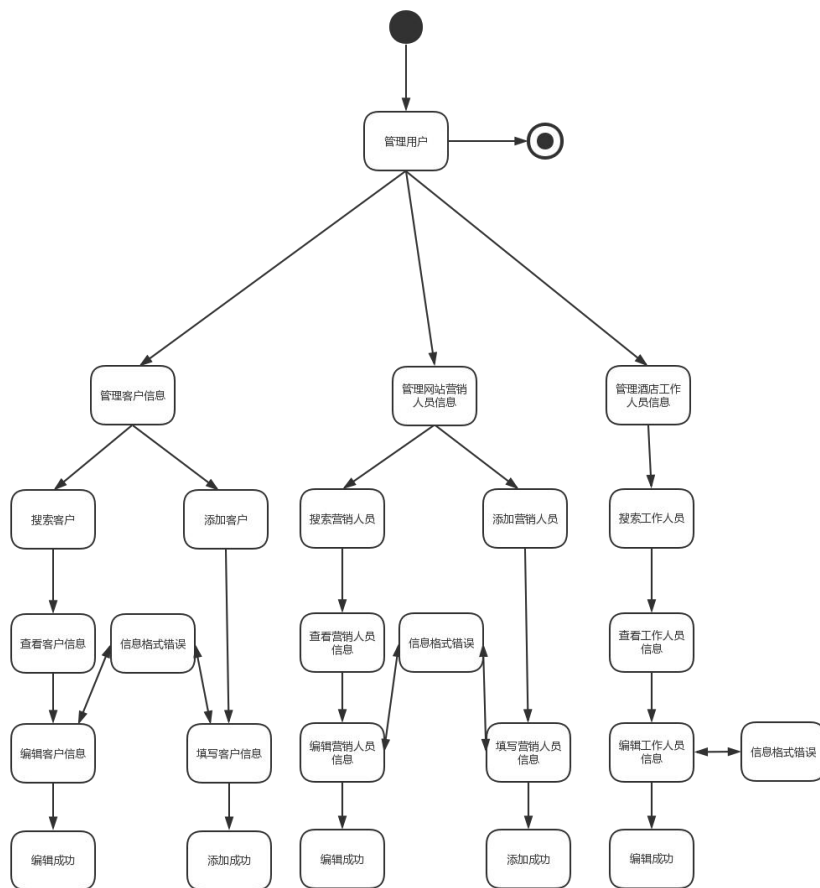 管理用户
管理客户信息
管理网站营销
人员信息
管理酒店工作
人员信息
搜索客户
添加客户
搜索营销人员
添加营销人员
搜索工作人员
查看客户信息
信息格式错误
查看营销人员
信息
信息格式错误
查看工作人员
信息
编辑客户信息
填写客户信息
编辑营销人员
信息
填写营销人员
信息
编辑工作人员
信息
信息格式错误
编辑成功
添加成功
编辑成功
添加成功
编辑成功